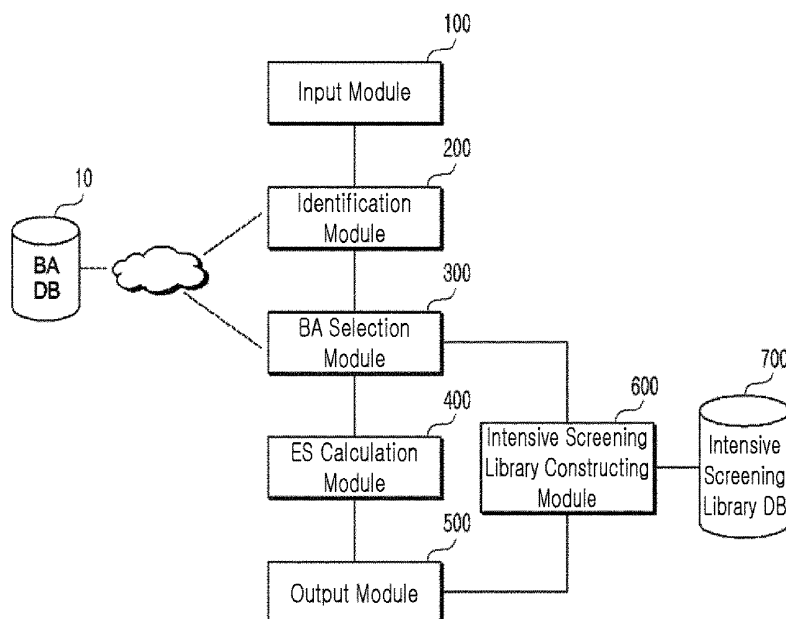 100
Input Module
200
10
Identification
Module
BA
DB
300
BA Selection
Module
600
700
400
Intensive Screening
Library Constructing
Module
Intensive
Screening
Library DB
ES Calculation
Module
500
Output Module